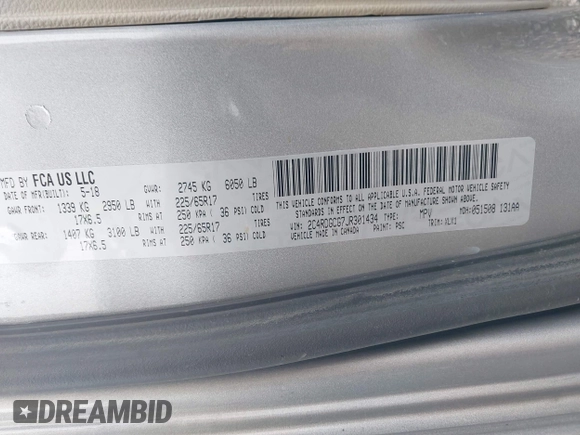 MFD BY FCA US LLC
DATE OF MFR(BUILT): 5-18 GVWR: 2745 KG 6050 LB
GAWR FRONT: 1339 KG 2950 LB WITH 225/65R17 TIRES
17X6.5 RIMS AT 250 KPA ( 36 PSI) COLD
GAWR REAR: 1407 KG 3100 LB WITH 225/65R17 TIRES
17X6.5 RIMS AT 250 KPA ( 36 PSI) COLD
THIS VEHICLE CONFORMS TO ALL APPLICABLE U.S.A. FEDERAL MOTOR VEHICLE SAFETY
STANDARDS IN EFFECT ON THE DATE OF MANUFACTURE SHOWN ABOVE.
VIN: 2C4RDGCG7JR301434 TYPE: MPV MDH:051508 131AA
VEHICLE MADE IN CANADA PAINT: PSC TRIM:
DREAMBID